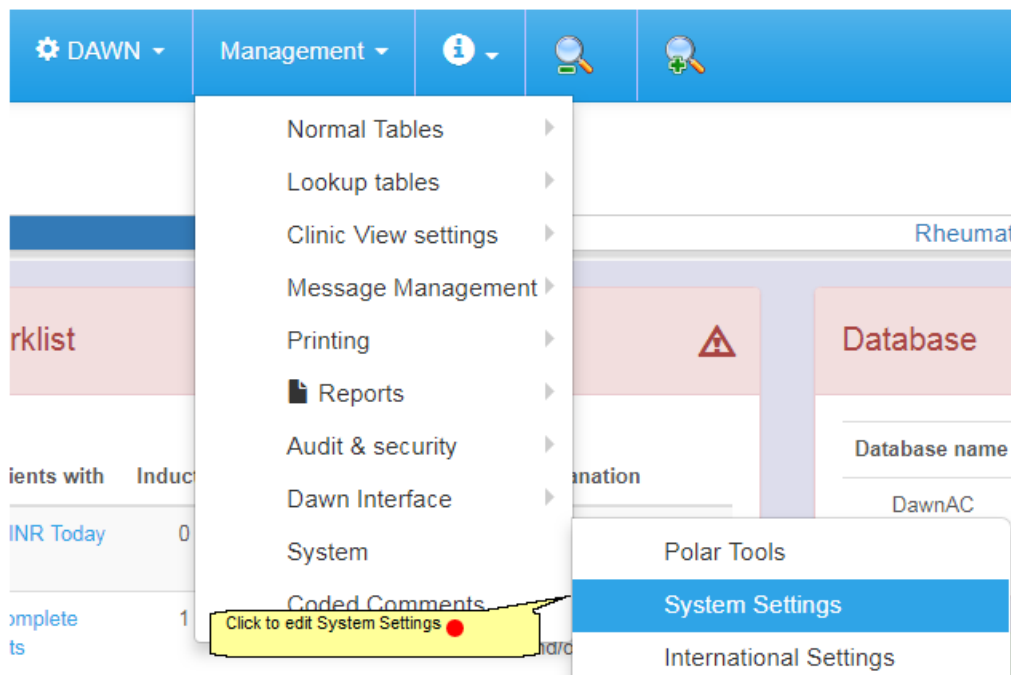 DAWN
Management
Normal Tables
Lookup tables
Clinic View settings
Rheumat
Message Management
rklist
Printing
Database
Reports
Audit & security
Database name
ients with Induc
anation
Dawn Interface
DawnAC
INR Today 0
System
Polar Tools
Coded Comments
System Settings
omplete 1
Click to edit System Settings
ts
nd/c
International Settings